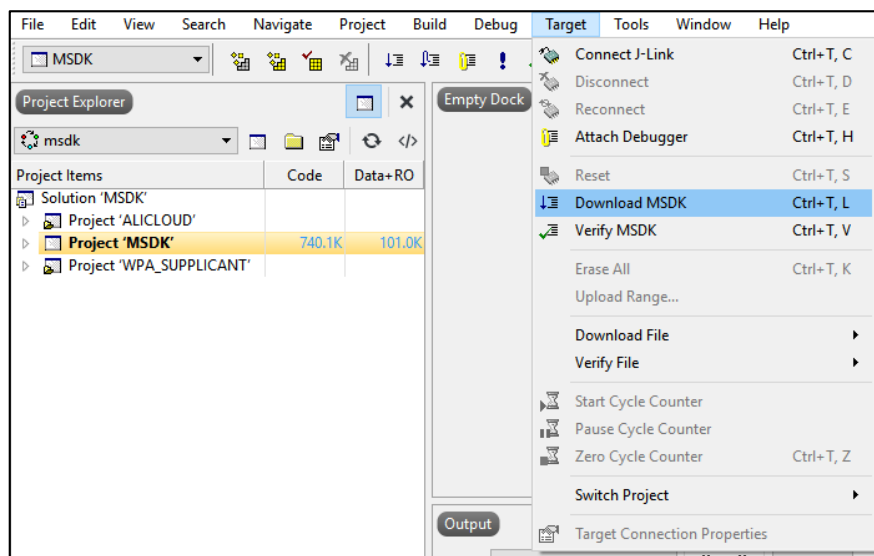 File Edit View Search Navigate Project Build Debug Target Tools Window Help
MSDK
Project Explorer
msdk
Project Items Code Data+RO
Solution 'MSDK'
Project 'ALICLOUD'
Project 'MSDK' 740.1K 101.0K
Project 'WPA_SUPPLICANT'
Empty Dock
Connect J-Link Ctrl+T, C
Disconnect Ctrl+T, D
Reconnect Ctrl+T, E
Attach Debugger Ctrl+T, H
Reset Ctrl+T, S
Download MSDK Ctrl+T, L
Verify MSDK Ctrl+T, V
Erase All Ctrl+T, K
Upload Range...
Download File
Verify File
Start Cycle Counter
Pause Cycle Counter
Zero Cycle Counter Ctrl+T, Z
Switch Project
Target Connection Properties
Output